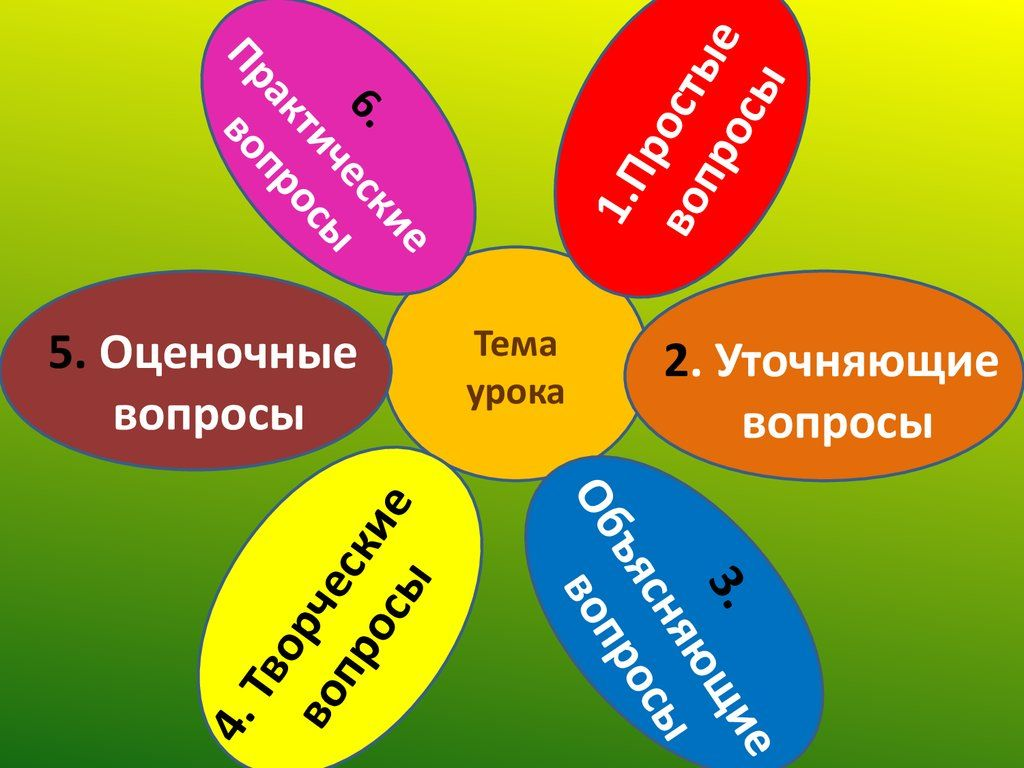 Тема
урока
1.Простые
вопросы
2. Уточняющие
вопросы
3.
Объясняющие
вопросы
4. Творческие
вопросы
5. Оценочные
вопросы
6.
Практические
вопросы